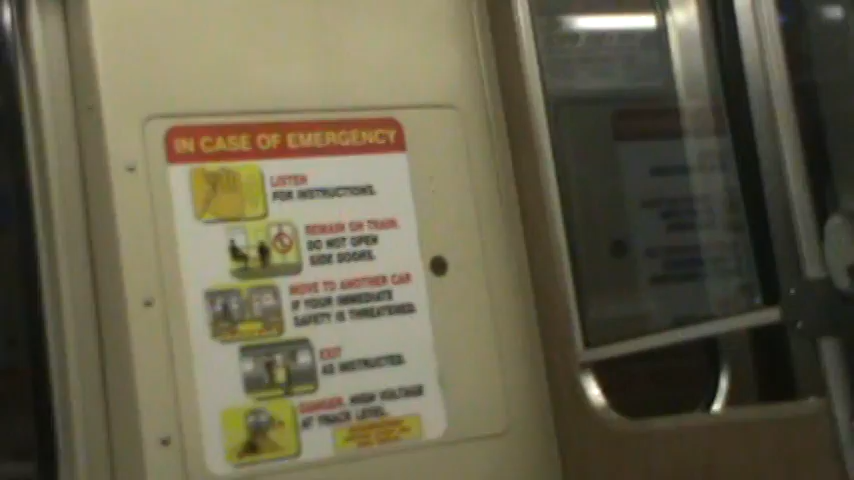 IN CASE OF EMERGENCY
LISTEN
FOR INSTRUCTIONS.
REMAIN ON TRAIN.
DO NOT OPEN
SIDE DOORS.
MOVE TO ANOTHER CAR
IF YOUR IMMEDIATE
SAFETY IS THREATENED.
EXIT
AS INSTRUCTED.
DANGER. HIGH VOLTAGE
AT TRACK LEVEL.